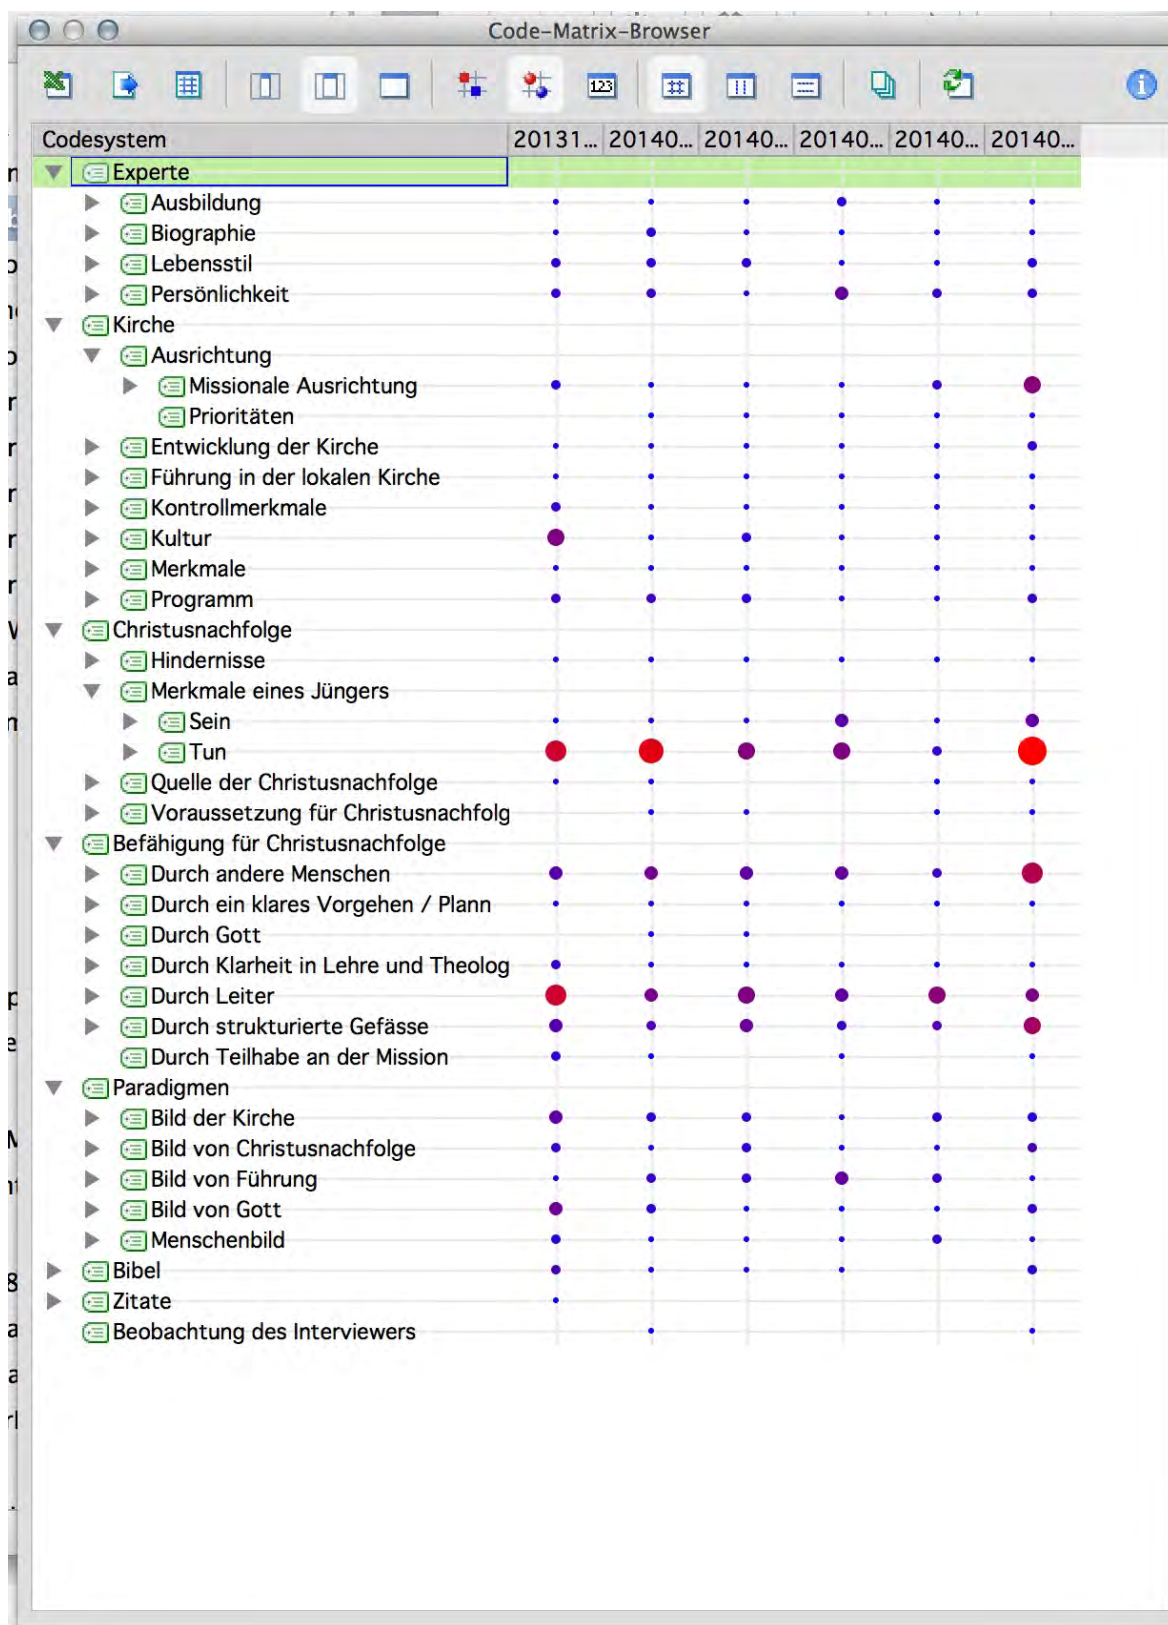 Code-Matrix-Browser
123
Codesystem 20131... 20140... 20140... 20140... 20140... 20140...
Experte
Ausbildung
Biographie
Lebensstil
Persönlichkeit
Kirche
Ausrichtung
Missionale Ausrichtung
Prioritäten
Entwicklung der Kirche
Führung in der lokalen Kirche
Kontrollmerkmale
Kultur
Merkmale
Programm
Christusnachfolge
Hindernisse
Merkmale eines Jüngers
Sein
Tun
Quelle der Christusnachfolge
Voraussetzung für Christusnachfolg
Befähigung für Christusnachfolge
Durch andere Menschen
Durch ein klares Vorgehen / Plann
Durch Gott
Durch Klarheit in Lehre und Theolog
Durch Leiter
Durch strukturierte Gefässe
Durch Teilhabe an der Mission
Paradigmen
Bild der Kirche
Bild von Christusnachfolge
Bild von Führung
Bild von Gott
Menschenbild
Bibel
Zitate
Beobachtung des Interviewers